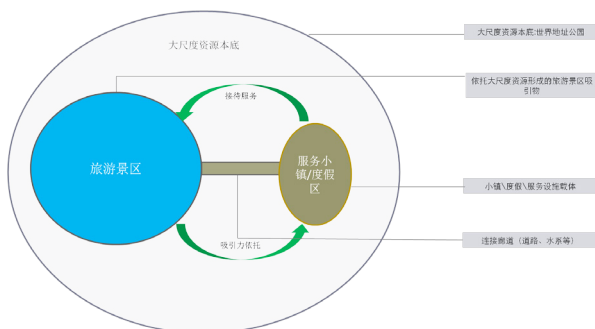 大尺度资源本底
大尺度资源本底:世界地址公园
依托大尺度资源形成的旅游景区吸
引物
接待服务
旅游景区
服务小
镇/度假
区
小镇\度假\服务设施载体
吸引力依托
连接廊道（道路、水系等）